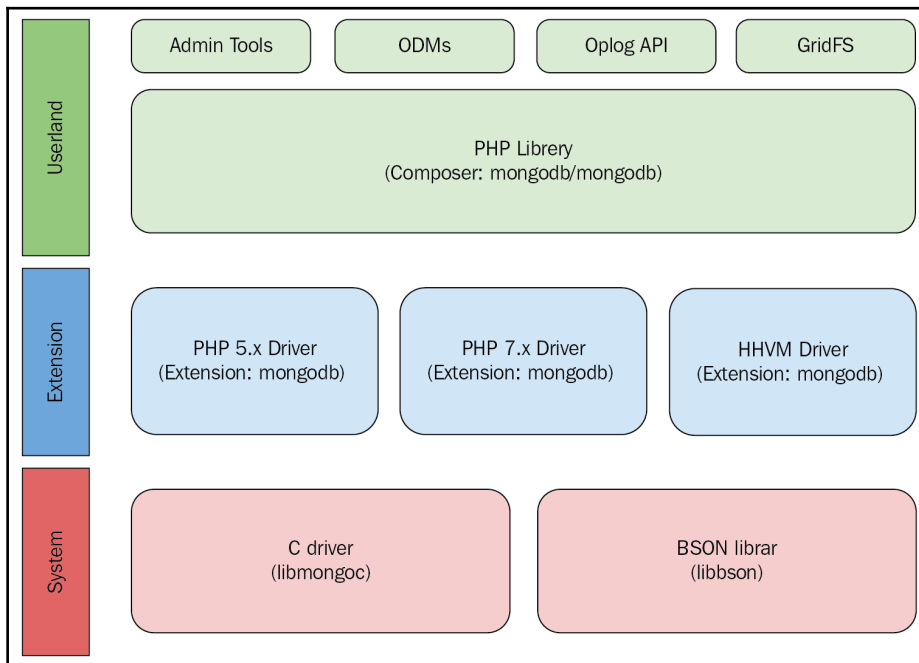 Userland
Admin Tools
ODMs
Oplog API
GridFS
PHP Librery
(Composer: mongodb/mongodb)
Extension
PHP 5.x Driver
(Extension: mongodb)
PHP 7.x Driver
(Extension: mongodb)
HHVM Driver
(Extension: mongodb)
System
C driver
(libmongoc)
BSON librar
(libbson)